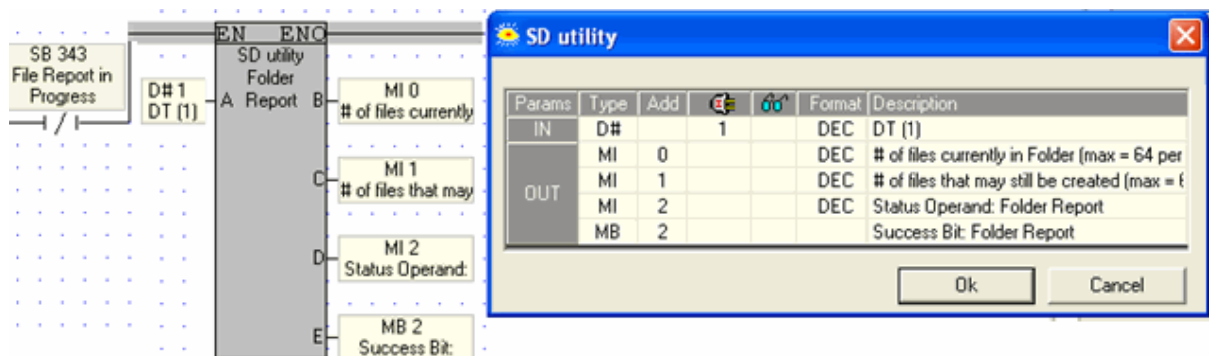 SB 343
File Report in
Progress
D# 1
DT (1)
EN ENO
SD utility
Folder
A Report B
MI 0
# of files currently
C
MI 1
# of files that may
D
MI 2
Status Operand:
E
MB 2
Success Bit:
SD utility
Params Type Add Format Description
IN D# 1 DEC DT (1)
OUT
MI 0 DEC # of files currently in Folder (max = 64 per
MI 1 DEC # of files that may still be created (max = 6
MI 2 DEC Status Operand: Folder Report
MB 2 Success Bit: Folder Report
Ok Cancel